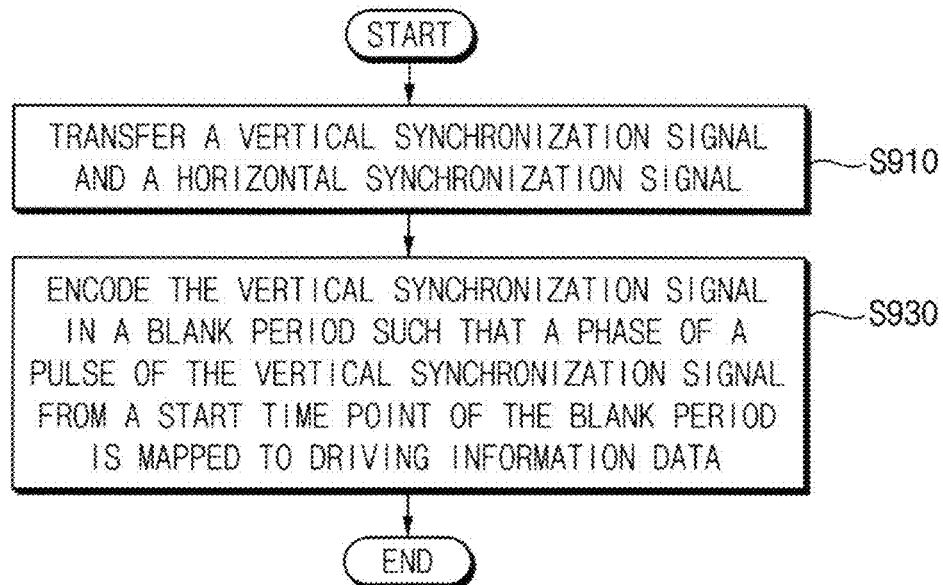 START
TRANSFER A VERTICAL SYNCHRONIZATION SIGNAL
AND A HORIZONTAL SYNCHRONIZATION SIGNAL
S910
ENCODE THE VERTICAL SYNCHRONIZATION SIGNAL
IN A BLANK PERIOD SUCH THAT A PHASE OF A
PULSE OF THE VERTICAL SYNCHRONIZATION SIGNAL
FROM A START TIME POINT OF THE BLANK PERIOD
IS MAPPED TO DRIVING INFORMATION DATA
S930
END